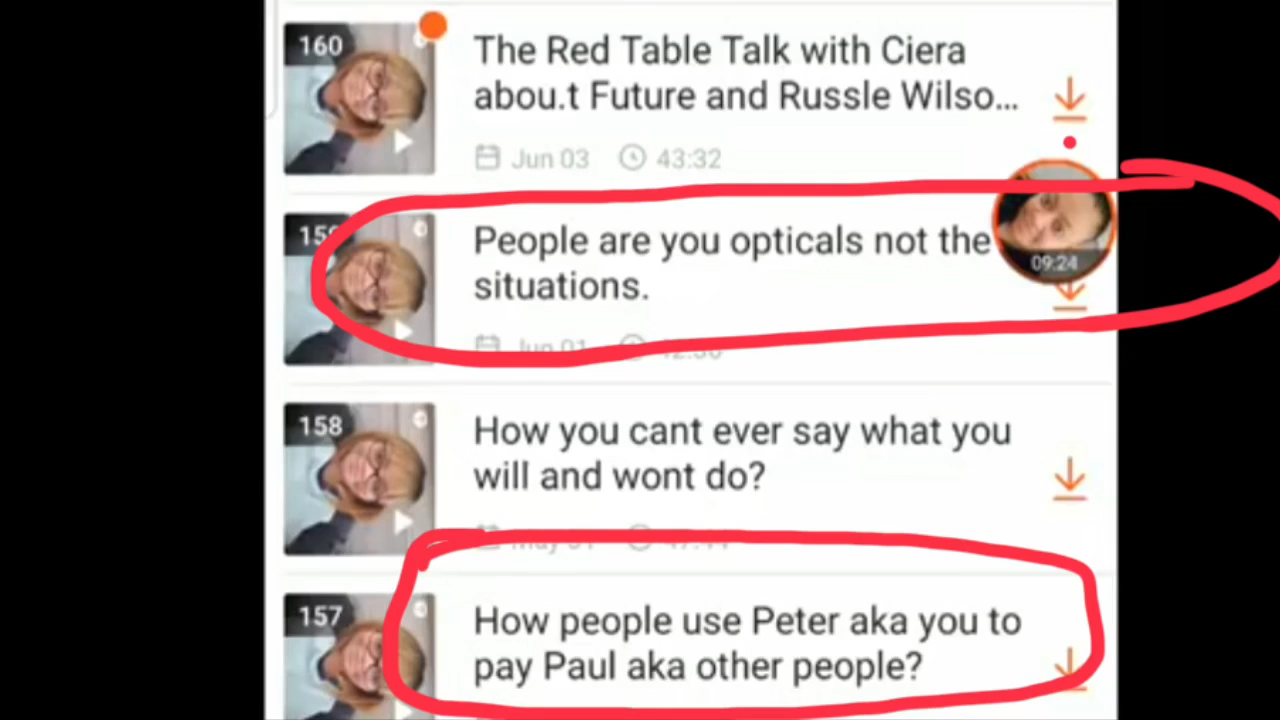 160
The Red Table Talk with Ciera
abou.t Future and Russle Wilso...
Jun 03 43:32
People are you opticals not the
situations.
09:24
Jun 01
158
How you cant ever say what you
will and wont do?
157
How people use Peter aka you to
pay Paul aka other people?